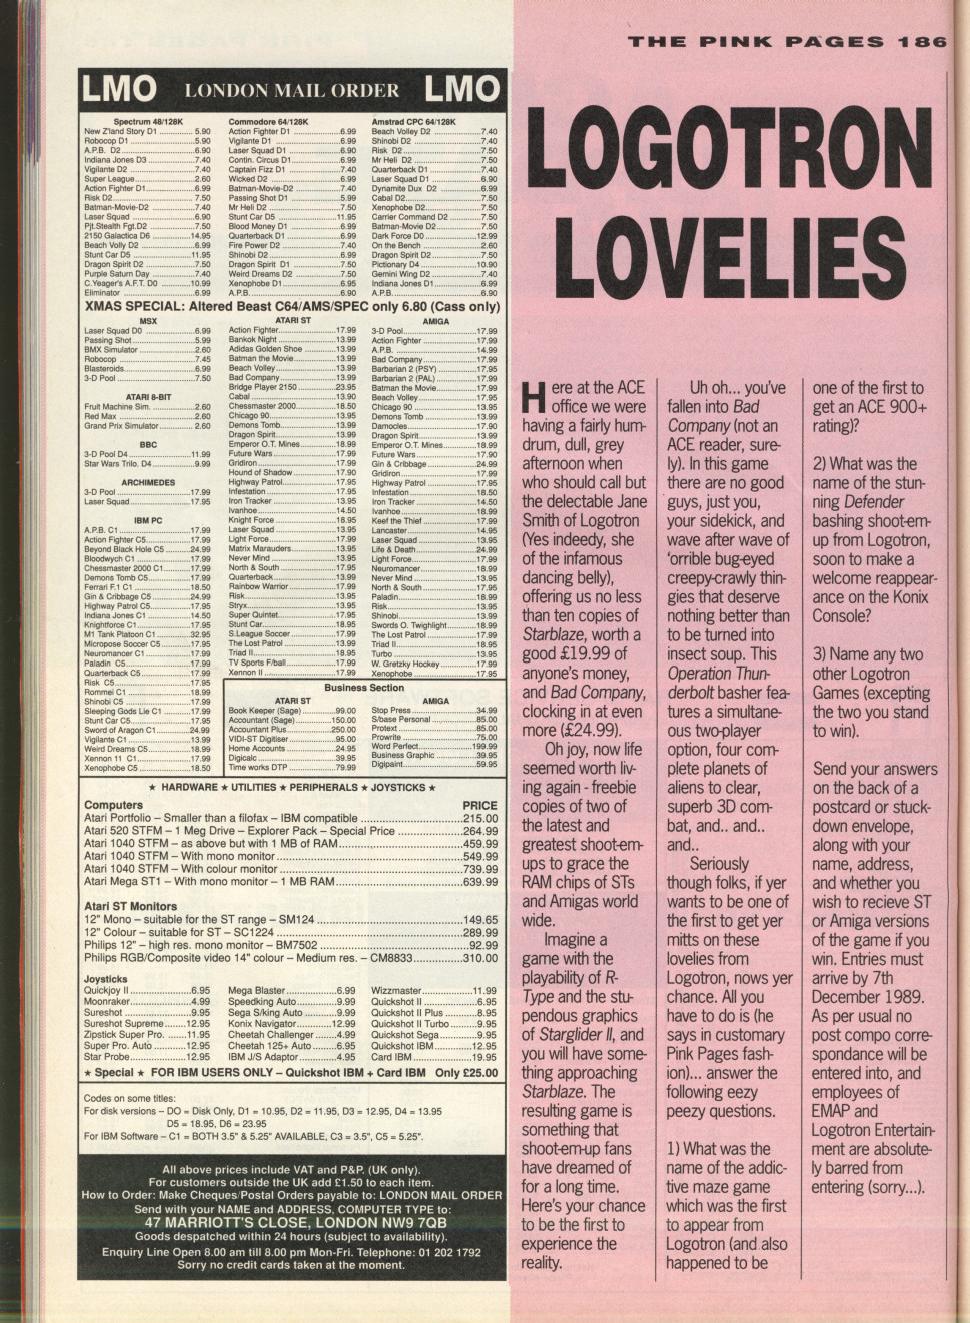 THE PINK PAGES 186
LMO LONDON MAIL ORDER LMO
Spectrum 48/128K
New Z'land Story D1 ............. 5.90
Robocop D1 ............. 5.90
A.P.B. D2 ............. 6.90
Indiana Jones D3 ............. 7.40
Vigilante D2 ............. 7.40
Super League ............. 2.60
Action Fighter D1 ............. 6.99
Risk D2 ............. 7.50
Batman-Movie-D2 ............. 7.40
Laser Squad ............. 6.90
Pjt.Stealth Fgt.D2 ............. 7.50
2150 Galactica D6 ............. 14.95
Beach Volly D2 ............. 6.99
Stunt Car D5 ............. 11.95
Dragon Spirit D2 ............. 7.50
Purple Saturn Day ............. 7.40
C.Yeager's A.F.T. D0 ............. 10.99
Eliminator ............. 6.99
Commodore 64/128K
Action Fighter D1 ............. 6.99
Vigilante D1 ............. 6.99
Laser Squad D1 ............. 6.90
Contin. Circus D1 ............. 6.99
Captain Fizz D1 ............. 7.40
Wicked D2 ............. 6.99
Batman-Movie-D2 ............. 7.40
Passing Shot D1 ............. 5.99
Mr Heli D2 ............. 7.50
Stunt Car D5 ............. 11.95
Blood Money D1 ............. 6.99
Quarterback D1 ............. 6.99
Fire Power D2 ............. 7.40
Shinobi D2 ............. 6.99
Dragon Spirit D1 ............. 7.50
Weird Dreams D2 ............. 7.50
Xenophobe D1 ............. 6.95
A.P.B. ............. 6.90
Amstrad CPC 64/128K
Beach Volley D2 ............. 7.40
Shinobi D2 ............. 7.40
Risk D2 ............. 7.50
Mr Heli D2 ............. 7.50
Quarterback D1 ............. 7.40
Laser Squad D1 ............. 6.90
Dynamite Dux D2 ............. 6.99
Cabal D2 ............. 7.50
Xenophobe D2 ............. 7.50
Carrier Command D2 ............. 7.50
Batman-Movie D2 ............. 7.50
Dark Force D0 ............. 12.99
On the Bench ............. 2.60
Dragon Spirit D2 ............. 7.50
Pictionary D4 ............. 10.90
Gemini Wing D2 ............. 7.40
Indiana Jones D1 ............. 6.99
A.P.B. ............. 6.90
XMAS SPECIAL: Altered Beast C64/AMS/SPEC only 6.80 (Cass only)
MSX
Laser Squad D0 ............. 6.99
Passing Shot ............. 5.99
BMX Simulator ............. 2.60
Robocop ............. 7.45
Blasteroids ............. 6.99
3-D Pool ............. 7.50
ATARI 8-BIT
Fruit Machine Sim. ............. 2.60
Red Max ............. 2.60
Grand Prix Simulator ............. 2.60
BBC
3-D Pool D4 ............. 11.99
Star Wars Trilo. D4 ............. 9.99
ARCHIMEDES
3-D Pool ............. 17.99
Laser Squad ............. 17.95
IBM PC
A.P.B. C1 ............. 17.99
Action Fighter C5 ............. 17.99
Beyond Black Hole C5 ............. 24.99
Bloodwych C1 ............. 17.99
Chessmaster 2000 C1 ............. 17.99
Demons Tomb C5 ............. 17.99
Ferrari F.1 C1 ............. 18.50
Gin & Cribbage C5 ............. 24.99
Highway Patrol C5 ............. 17.95
Indiana Jones C1 ............. 14.50
Knightforce C1 ............. 17.95
M1 Tank Platoon C1 ............. 32.95
Micropose Soccer C5 ............. 17.95
Neuromancer C1 ............. 17.99
Paladin C5 ............. 17.99
Quarterback C5 ............. 17.99
Risk C5 ............. 17.95
Rommel C1 ............. 18.99
Shinobi C5 ............. 17.99
Sleeping Gods Lie C1 ............. 17.99
Stunt Car C5 ............. 17.95
Sword of Aragon C1 ............. 24.99
Vigilante C1 ............. 13.99
Weird Dreams C5 ............. 18.99
Xennon 11 C1 ............. 17.99
Xenophobe C5 ............. 18.50
ATARI ST
Action Fighter ............. 17.99
Bankok Night ............. 13.99
Adidas Golden Shoe ............. 13.99
Batman the Movie ............. 13.99
Beach Volley ............. 13.99
Bad Company ............. 13.99
Bridge Player 2150 ............. 23.95
Cabal ............. 13.90
Chessmaster 2000 ............. 18.50
Chicago 90 ............. 13.95
Demons Tomb ............. 13.99
Dragon Spirit ............. 13.99
Emperor O.T. Mines ............. 18.99
Future Wars ............. 17.99
Gridiron ............. 17.99
Hound of Shadow ............. 17.90
Highway Patrol ............. 17.95
Infestation ............. 17.95
Iron Tracker ............. 13.95
Ivanhoe ............. 14.50
Knight Force ............. 18.95
Laser Squad ............. 13.95
Light Force ............. 17.99
Matrix Marauders ............. 13.95
Never Mind ............. 13.95
North & South ............. 17.95
Quarterback ............. 13.99
Rainbow Warrior ............. 17.99
Risk ............. 13.95
Stryx ............. 13.95
Super Quintet ............. 17.95
Stunt Car ............. 18.95
S.League Soccer ............. 17.99
The Lost Patrol ............. 13.99
Triad II ............. 18.95
TV Sports F/ball ............. 17.99
Xennon II ............. 17.99
AMIGA
3-D Pool ............. 17.99
Action Fighter ............. 17.99
A.P.B. ............. 14.99
Bad Company ............. 17.99
Barbarian 2 (PSY) ............. 17.95
Barbarian 2 (PAL) ............. 17.99
Batman the Movie ............. 17.99
Beach Volley ............. 17.95
Chicago 90 ............. 13.95
Demons Tomb ............. 13.99
Damocles ............. 17.90
Dragon Spirit ............. 13.99
Emperor O.T. Mines ............. 18.99
Future Wars ............. 17.90
Gin & Cribbage ............. 24.99
Gridiron ............. 17.99
Highway Patrol ............. 17.95
Infestation ............. 18.50
Iron Tracker ............. 14.50
Ivanhoe ............. 18.99
Keef the Thief ............. 17.99
Lancaster ............. 14.95
Laser Squad ............. 13.95
Life & Death ............. 24.99
Light Force ............. 17.99
Neuromancer ............. 18.99
Never Mind ............. 13.95
North & South ............. 17.95
Paladin ............. 18.99
Risk ............. 13.95
Shinobi ............. 13.99
Swords O. Twighlight ............. 18.99
The Lost Patrol ............. 17.99
Triad II ............. 18.95
Turbo ............. 13.95
W. Gretzky Hockey ............. 17.99
Xenophobe ............. 17.95
Business Section
ATARI ST
Book Keeper (Sage) ............. 99.00
Accountant (Sage) ............. 150.00
Accountant Plus ............. 250.00
VIDI-ST Digitiser ............. 95.00
Home Accounts ............. 24.95
Digicalc ............. 39.95
Time works DTP ............. 79.99
AMIGA
Stop Press ............. 34.99
S/base Personal ............. 85.00
Protext ............. 85.00
Prowrite ............. 75.00
Word Perfect ............. 199.99
Business Graphic ............. 39.95
Digipaint ............. 59.95
★ HARDWARE ★ UTILITIES ★ PERIPHERALS ★ JOYSTICKS ★
Computers PRICE
Atari Portfolio – Smaller than a filofax – IBM compatible ............. 215.00
Atari 520 STFM – 1 Meg Drive – Explorer Pack – Special Price ............. 264.99
Atari 1040 STFM – as above but with 1 MB of RAM ............. 459.99
Atari 1040 STFM – With mono monitor ............. 549.99
Atari 1040 STFM – With colour monitor ............. 739.99
Atari Mega ST1 – With mono monitor - 1 MB RAM ............. 639.99
Atari ST Monitors
12" Mono – suitable for the ST range – SM124 ............. 149.65
12" Colour – suitable for ST – SC1224 ............. 289.99
Philips 12" – high res. mono monitor – BM7502 ............. 92.99
Philips RGB/Composite video 14" colour – Medium res. – CM8833 ............. 310.00
Joysticks
Quickjoy II ............. 6.95
Moonraker ............. 4.99
Sureshot ............. 9.95
Sureshot Supreme ............. 12.95
Zipstick Super Pro. ............. 11.95
Super Pro. Auto ............. 12.95
Star Probe ............. 12.95
Mega Blaster ............. 6.99
Speedking Auto ............. 9.99
Sega S/king Auto ............. 9.99
Konix Navigator ............. 12.99
Cheetah Challenger ............. 4.99
Cheetah 125+ Auto ............. 6.95
IBM J/S Adaptor ............. 4.95
Wizzmaster ............. 11.99
Quickshot II ............. 6.95
Quickshot II Plus ............. 8.95
Quickshot II Turbo ............. 9.95
Quickshot Sega ............. 9.95
Quickshot IBM ............. 12.95
Card IBM ............. 19.95
★ Special ★ FOR IBM USERS ONLY – Quickshot IBM + Card IBM Only £25.00
Codes on some titles:
For disk versions – DO = Disk Only, D1 = 10.95, D2 = 11.95, D3 = 12.95, D4 = 13.95
D5 = 18.95, D6 = 23.95
For IBM Software – C1 = BOTH 3.5" & 5.25" AVAILABLE, C3 = 3.5", C5 = 5.25".
All above prices include VAT and P&P. (UK only).
For customers outside the UK add £1.50 to each item.
How to Order: Make Cheques/Postal Orders payable to: LONDON MAIL ORDER
Send with your NAME and ADDRESS, COMPUTER TYPE to:
47 MARRIOTT'S CLOSE, LONDON NW9 7QB
Goods despatched within 24 hours (subject to availability).
Enquiry Line Open 8.00 am till 8.00 pm Mon-Fri. Telephone: 01 202 1792
Sorry no credit cards taken at the moment.
LOGOTRON
LOVELIES
Here at the ACE
office we were
having a fairly hum-
drum, dull, grey
afternoon when
who should call but
the delectable Jane
Smith of Logotron
(Yes indeedy, she
of the infamous
dancing belly),
offering us no less
than ten copies of
Starblaze, worth a
good £19.99 of
anyone's money,
and Bad Company,
clocking in at even
more (£24.99).
Oh joy, now life
seemed worth liv-
ing again - freebie
copies of two of
the latest and
greatest shoot-em-
ups to grace the
RAM chips of STs
and Amigas world
wide.
Imagine a
game with the
playability of R-
Type and the stu-
pendous graphics
of Starglider II, and
you will have some-
thing approaching
Starblaze. The
resulting game is
something that
shoot-em-up fans
have dreamed of
for a long time.
Here's your chance
to be the first to
experience the
reality.
Uh oh... you've
fallen into Bad
Company (not an
ACE reader, sure-
ly). In this game
there are no good
guys, just you,
your sidekick, and
wave after wave of
'orrible bug-eyed
creepy-crawly thin-
gies that deserve
nothing better than
to be turned into
insect soup. This
Operation Thun-
derbolt basher fea-
tures a simultane-
ous two-player
option, four com-
plete planets of
aliens to clear,
superb 3D com-
bat, and.. and..
and..
Seriously
though folks, if yer
wants to be one of
the first to get yer
mitts on these
lovelies from
Logotron, nows yer
chance. All you
have to do is (he
says in customary
Pink Pages fash-
ion)... answer the
following eezy
peezy questions.
1) What was the
name of the addic-
tive maze game
which was the first
to appear from
Logotron (and also
happened to be
one of the first to
get an ACE 900+
rating)?
2) What was the
name of the stun-
ning Defender
bashing shoot-em-
up from Logotron,
soon to make a
welcome reappear-
ance on the Konix
Console?
3) Name any two
other Logotron
Games (excepting
the two you stand
to win).
Send your answers
on the back of a
postcard or stuck-
down envelope,
along with your
name, address,
and whether you
wish to recieve ST
or Amiga versions
of the game if you
win. Entries must
arrive by 7th
December 1989.
As per usual no
post compo corre-
spondance will be
entered into, and
employees of
EMAP and
Logotron Entertain-
ment are absolute-
ly barred from
entering (sorry...).